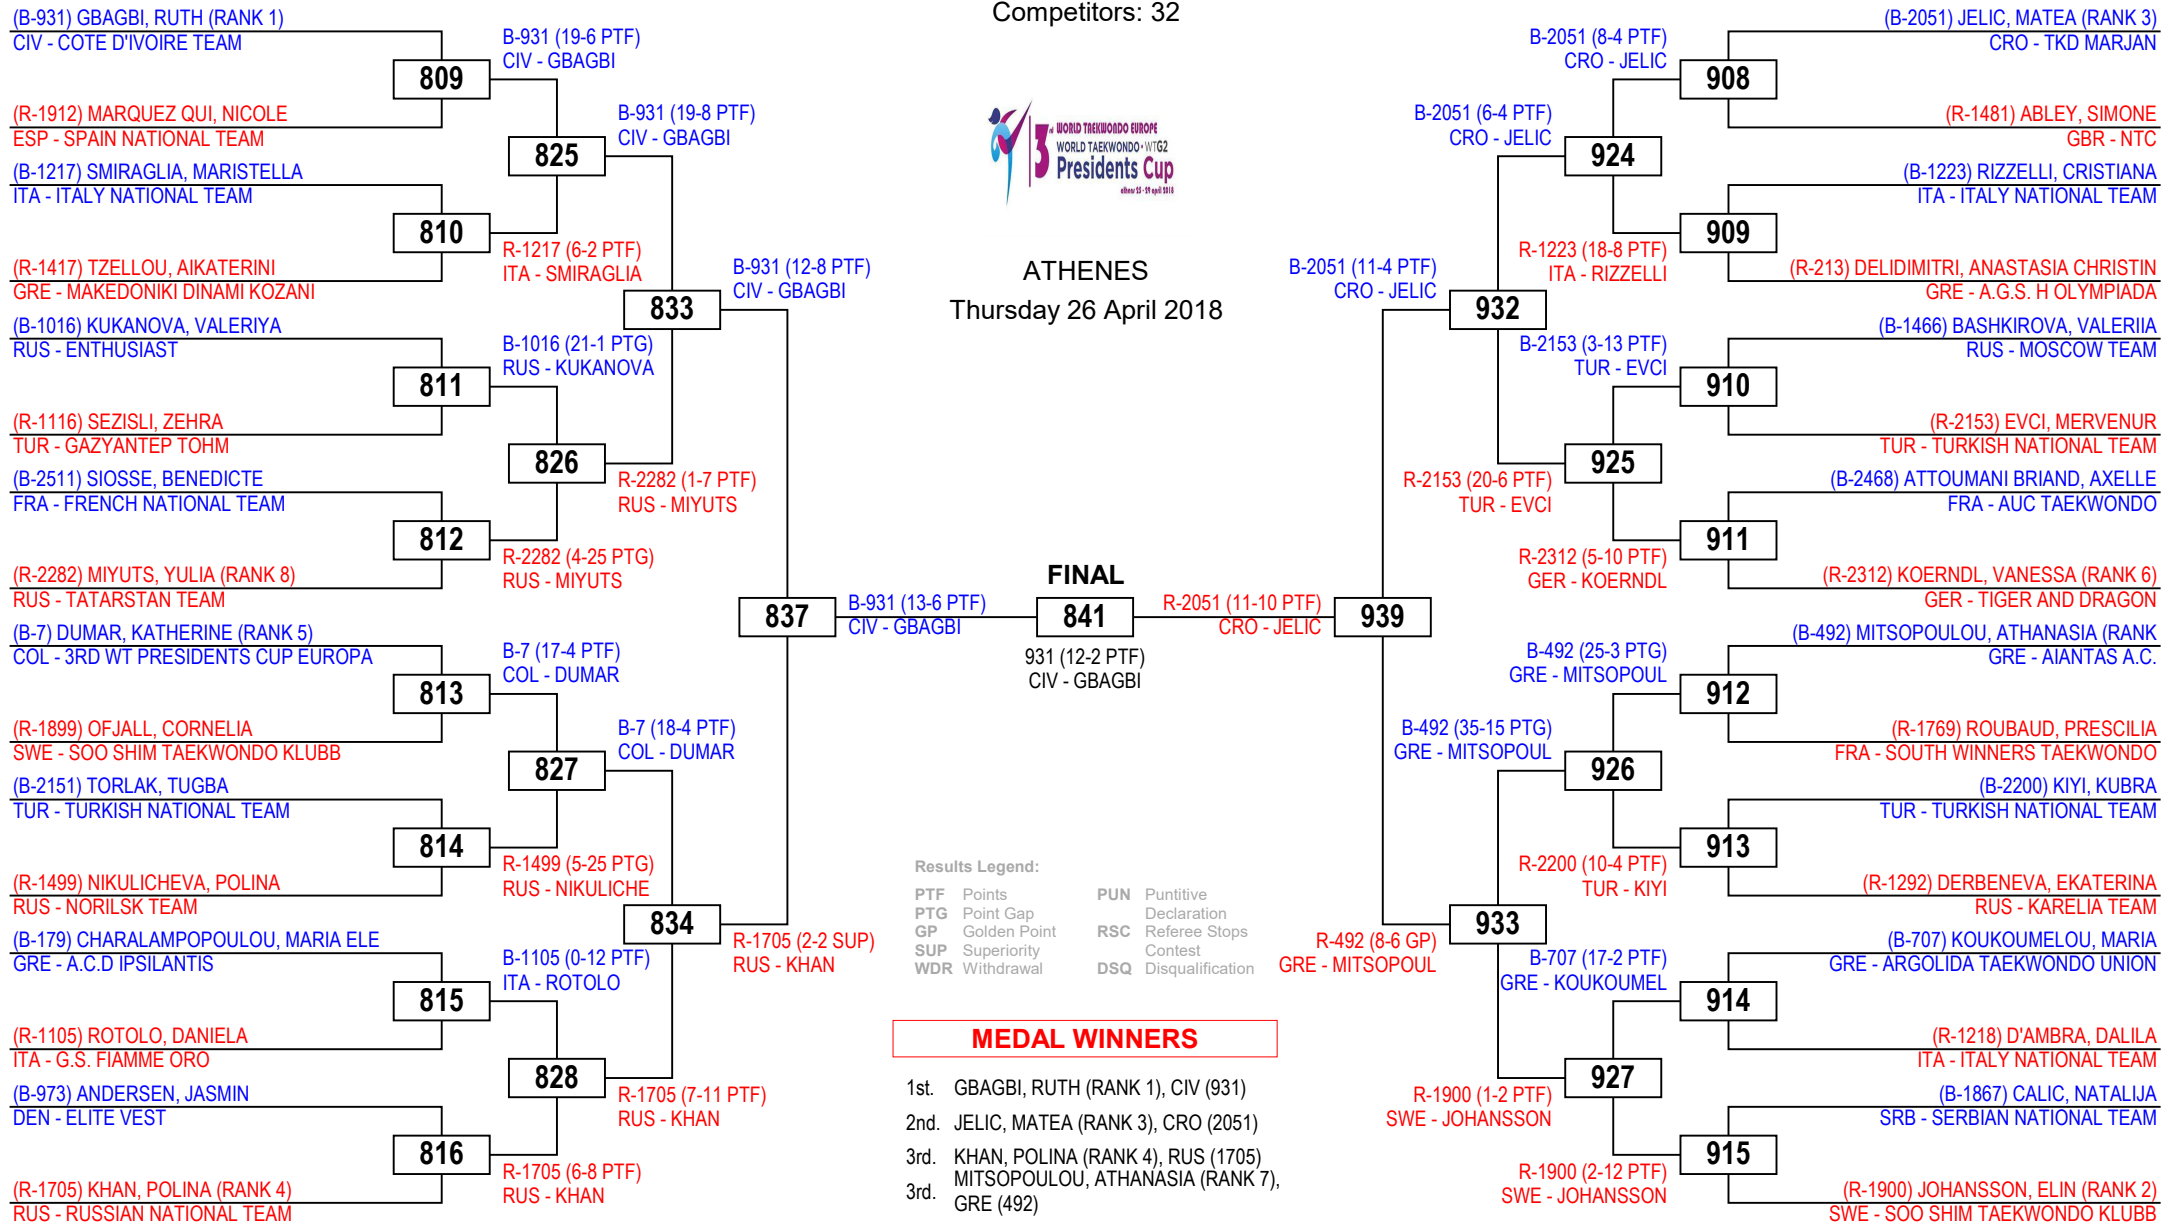 Competitors: 32
3rd WORLD TAEKWONDO EUROPE
WORLD TAEKWONDO • WTG2
Presidents Cup
athens 25 - 29 april 2018
ATHENES
Thursday 26 April 2018
(B-931) GBAGBI, RUTH (RANK 1)
CIV - COTE D'IVOIRE TEAM
809
(R-1912) MARQUEZ QUI, NICOLE
ESP - SPAIN NATIONAL TEAM
(B-1217) SMIRAGLIA, MARISTELLA
ITA - ITALY NATIONAL TEAM
810
(R-1417) TZELLOU, AIKATERINI
GRE - MAKEDONIKI DINAMI KOZANI
(B-1016) KUKANOVA, VALERIYA
RUS - ENTHUSIAST
811
(R-1116) SEZISLI, ZEHRA
TUR - GAZYANTEP TOHM
(B-2511) SIOSSE, BENEDICTE
FRA - FRENCH NATIONAL TEAM
812
(R-2282) MIYUTS, YULIA (RANK 8)
RUS - TATARSTAN TEAM
(B-7) DUMAR, KATHERINE (RANK 5)
COL - 3RD WT PRESIDENTS CUP EUROPA
813
(R-1899) OFJALL, CORNELIA
SWE - SOO SHIM TAEKWONDO KLUBB
(B-2151) TORLAK, TUGBA
TUR - TURKISH NATIONAL TEAM
814
(R-1499) NIKULICHEVA, POLINA
RUS - NORILSK TEAM
(B-179) CHARALAMPOPOULOU, MARIA ELE
GRE - A.C.D IPSILANTIS
815
(R-1105) ROTOLO, DANIELA
ITA - G.S. FIAMME ORO
(B-973) ANDERSEN, JASMIN
DEN - ELITE VEST
816
(R-1705) KHAN, POLINA (RANK 4)
RUS - RUSSIAN NATIONAL TEAM
B-931 (19-6 PTF)
CIV - GBAGBI
825
R-1217 (6-2 PTF)
ITA - SMIRAGLIA
B-1016 (21-1 PTG)
RUS - KUKANOVA
826
R-2282 (4-25 PTG)
RUS - MIYUTS
B-7 (17-4 PTF)
COL - DUMAR
827
R-1499 (5-25 PTG)
RUS - NIKULICHE
B-1105 (0-12 PTF)
ITA - ROTOLO
828
R-1705 (6-8 PTF)
RUS - KHAN
B-931 (19-8 PTF)
CIV - GBAGBI
833
R-2282 (1-7 PTF)
RUS - MIYUTS
B-7 (18-4 PTF)
COL - DUMAR
834
R-1705 (7-11 PTF)
RUS - KHAN
B-931 (12-8 PTF)
CIV - GBAGBI
837
R-1705 (2-2 SUP)
RUS - KHAN
B-931 (13-6 PTF)
CIV - GBAGBI
FINAL
841
931 (12-2 PTF)
CIV - GBAGBI
R-2051 (11-10 PTF)
CRO - JELIC
939
B-2051 (11-4 PTF)
CRO - JELIC
R-492 (8-6 GP)
GRE - MITSOPOUL
B-2051 (6-4 PTF)
CRO - JELIC
932
R-2153 (20-6 PTF)
TUR - EVCI
B-492 (35-15 PTG)
GRE - MITSOPOUL
933
R-1900 (1-2 PTF)
SWE - JOHANSSON
B-2051 (8-4 PTF)
CRO - JELIC
924
R-1223 (18-8 PTF)
ITA - RIZZELLI
B-2153 (3-13 PTF)
TUR - EVCI
925
R-2312 (5-10 PTF)
GER - KOERNDL
B-492 (25-3 PTG)
GRE - MITSOPOUL
926
R-2200 (10-4 PTF)
TUR - KIYI
B-707 (17-2 PTF)
GRE - KOUKOUMEL
927
R-1900 (2-12 PTF)
SWE - JOHANSSON
(B-2051) JELIC, MATEA (RANK 3)
CRO - TKD MARJAN
908
(R-1481) ABLEY, SIMONE
GBR - NTC
(B-1223) RIZZELLI, CRISTIANA
ITA - ITALY NATIONAL TEAM
909
(R-213) DELIDIMITRI, ANASTASIA CHRISTIN
GRE - A.G.S. H OLYMPIADA
(B-1466) BASHKIROVA, VALERIIA
RUS - MOSCOW TEAM
910
(R-2153) EVCI, MERVENUR
TUR - TURKISH NATIONAL TEAM
(B-2468) ATTOUMANI BRIAND, AXELLE
FRA - AUC TAEKWONDO
911
(R-2312) KOERNDL, VANESSA (RANK 6)
GER - TIGER AND DRAGON
(B-492) MITSOPOULOU, ATHANASIA (RANK
GRE - AIANTAS A.C.
912
(R-1769) ROUBAUD, PRESCILIA
FRA - SOUTH WINNERS TAEKWONDO
(B-2200) KIYI, KUBRA
TUR - TURKISH NATIONAL TEAM
913
(R-1292) DERBENEVA, EKATERINA
RUS - KARELIA TEAM
(B-707) KOUKOUMELOU, MARIA
GRE - ARGOLIDA TAEKWONDO UNION
914
(R-1218) D'AMBRA, DALILA
ITA - ITALY NATIONAL TEAM
(B-1867) CALIC, NATALIJA
SRB - SERBIAN NATIONAL TEAM
915
(R-1900) JOHANSSON, ELIN (RANK 2)
SWE - SOO SHIM TAEKWONDO KLUBB
Results Legend:
PTF Points
PTG Point Gap
GP Golden Point
SUP Superiority
WDR Withdrawal
PUN Puntitive
Declaration
RSC Referee Stops
Contest
DSQ Disqualification
MEDAL WINNERS
1st. GBAGBI, RUTH (RANK 1), CIV (931)
2nd. JELIC, MATEA (RANK 3), CRO (2051)
3rd. KHAN, POLINA (RANK 4), RUS (1705)
3rd. MITSOPOULOU, ATHANASIA (RANK 7),
GRE (492)